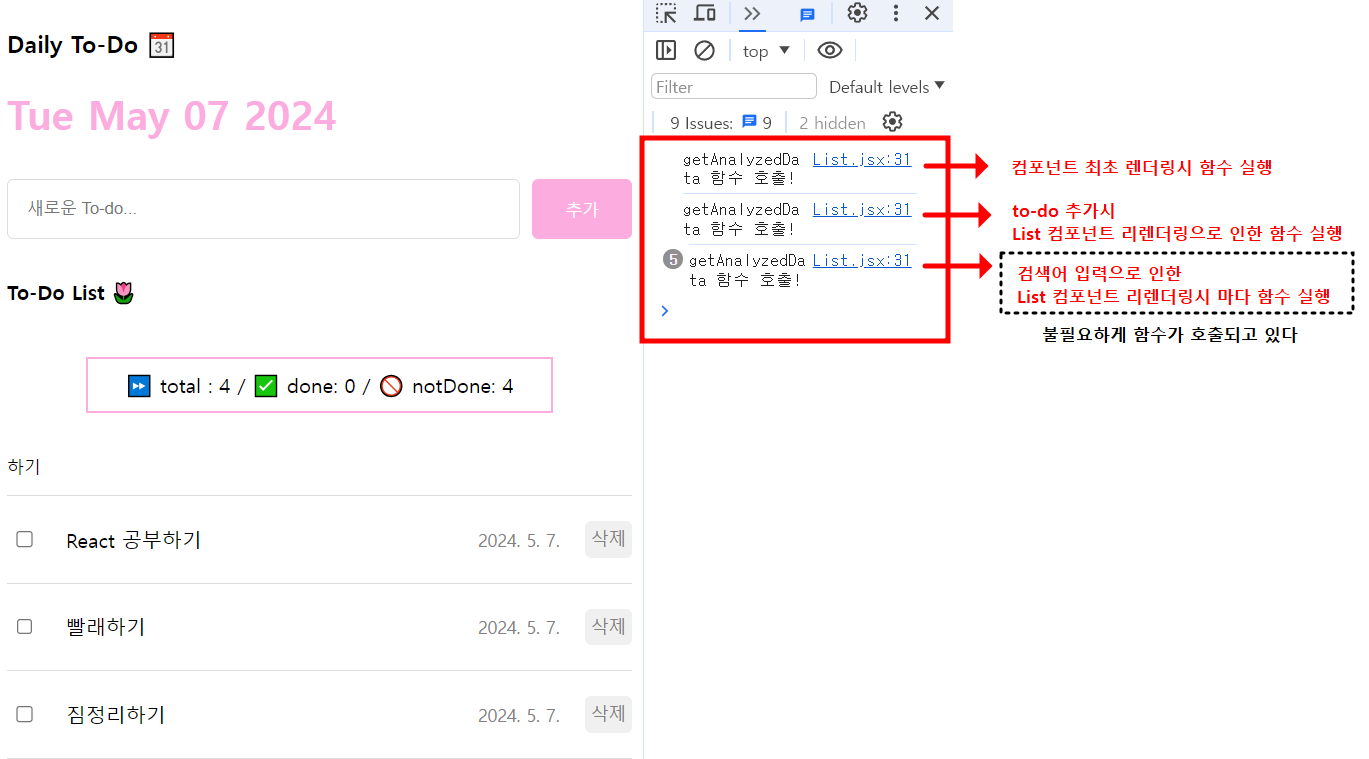 Daily To-Do 📅
Tue May 07 2024
새로운 To-do...
추가
To-Do List 🌷
⏩ total : 4 / ✅ done: 0 / 🚫 notDone: 4
하기
React 공부하기
2024. 5. 7.
삭제
빨래하기
2024. 5. 7.
삭제
짐정리하기
2024. 5. 7.
삭제
top
Filter
Default levels
9 Issues: 9
2 hidden
getAnalyzedDa List.jsx:31
ta 함수 호출!
getAnalyzedDa List.jsx:31
ta 함수 호출!
5 getAnalyzedDa List.jsx:31
ta 함수 호출!
컴포넌트 최초 렌더링시 함수 실행
to-do 추가시
List 컴포넌트 리렌더링으로 인한 함수 실행
검색어 입력으로 인한
List 컴포넌트 리렌더링시 마다 함수 실행
불필요하게 함수가 호출되고 있다